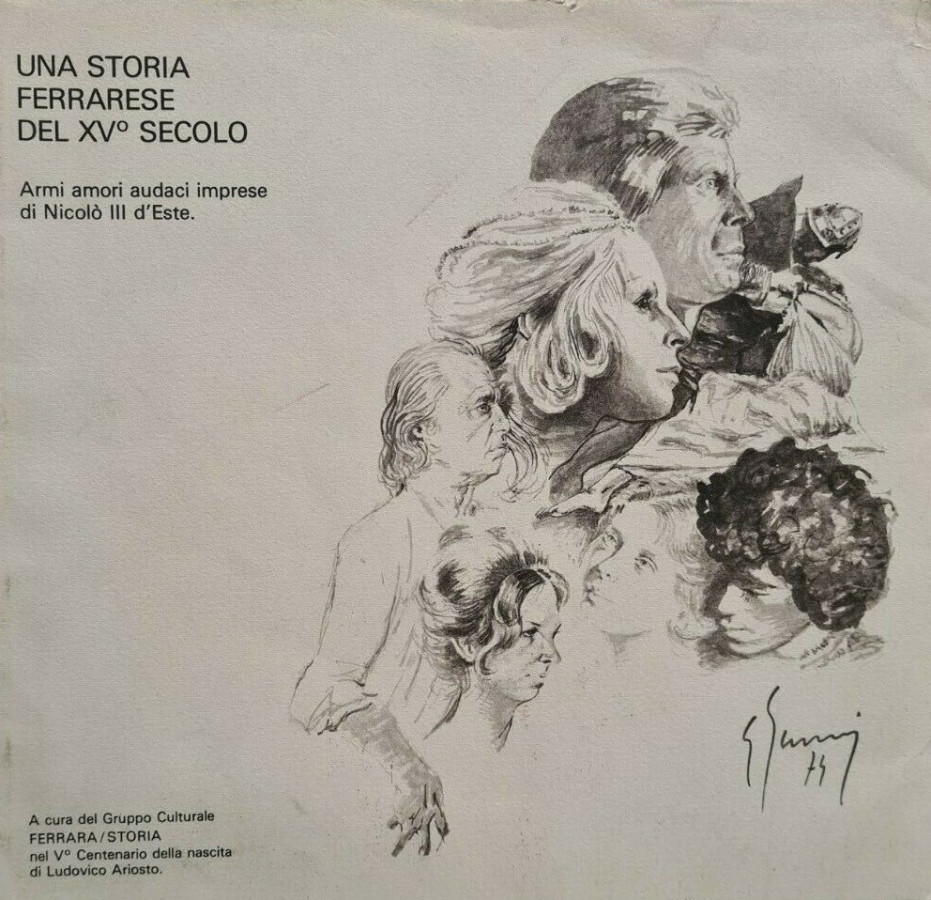 UNA STORIA
FERRARESE
DEL XVº SECOLO
Armi amori audaci imprese
di Nicolò III d'Este.
A cura del Gruppo Culturale
FERRARA/STORIA
nel Vº Centenario della nascita
di Ludovico Ariosto.